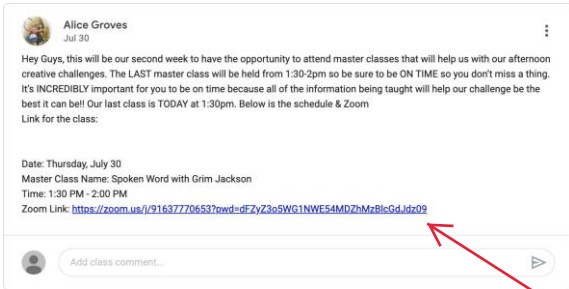 Alice Groves
Jul 30
Hey Guys, this will be our second week to have the opportunity to attend master classes that will help us with our afternoon
creative challenges. The LAST master class will be held from 1:30-2pm so be sure to be ON TIME so you don't miss a thing.
It's INCREDIBLY important for you to be on time because all of the information being taught will help our challenge be the
best it can be!! Our last class is TODAY at 1:30pm. Below is the schedule & Zoom
Link for the class:
Date: Thursday, July 30
Master Class Name: Spoken Word with Grim Jackson
Time: 1:30 PM - 2:00 PM
Zoom Link: https://zoom.us/j/91637770653?pwd=dFZyZ3o5WG1NWE54MDZhMzBlcGdJdz09
Add class comment...